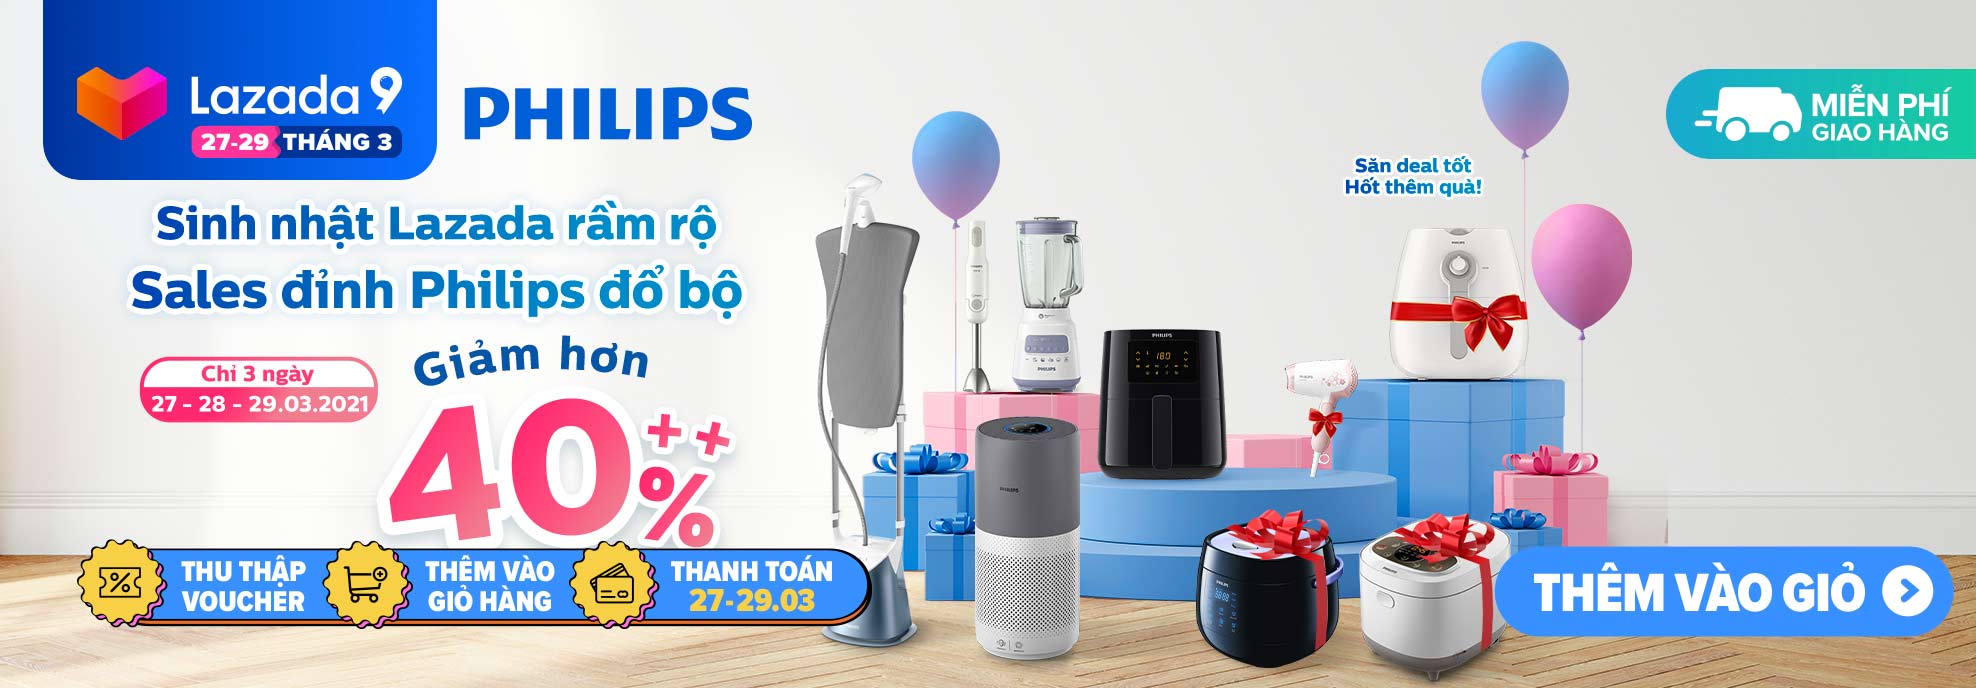 Lazada 9
27-29 THÁNG 3
PHILIPS
MIỄN PHÍ
GIAO HÀNG
Săn deal tốt
Hốt thêm quà!
Sinh nhật Lazada rầm rộ
Sales đỉnh Philips đổ bộ
Giảm hơn
40++%
Chỉ 3 ngày
27 - 28 - 29.03.2021
PHILIPS
PHILIPS
180
PHILIPS
THU THẬP
VOUCHER
THÊM VÀO
GIỎ HÀNG
THANH TOÁN
27-29.03
THÊM VÀO GIỎ